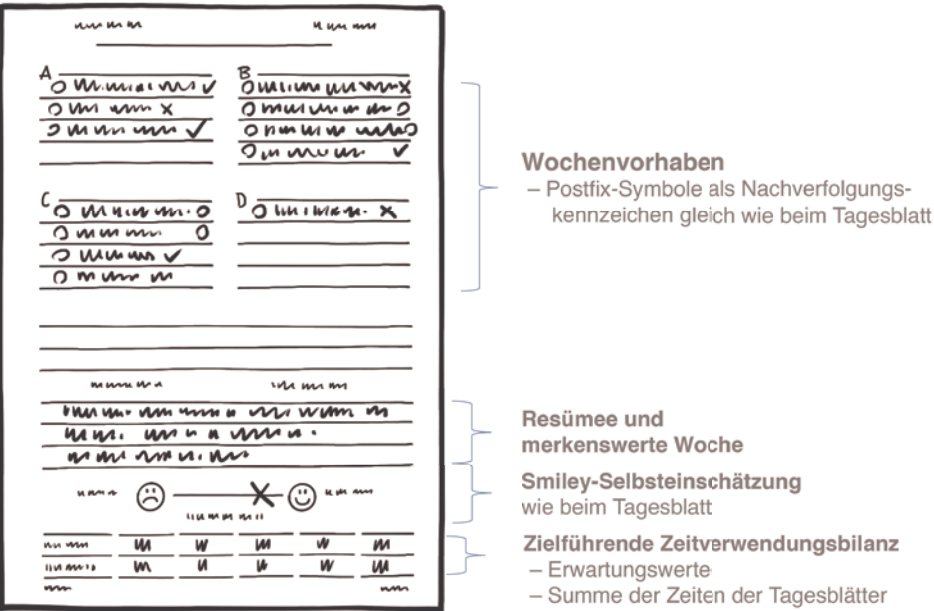 A
B
C
D
Wochenvorhaben
– Postfix-Symbole als Nachverfolgungs-
kennzeichen gleich wie beim Tagesblatt
Resümee und
merkenswerte Woche
Smiley-Selbsteinschätzung
wie beim Tagesblatt
Zielführende Zeitverwendungsbilanz
– Erwartungswerte
– Summe der Zeiten der Tagesblätter